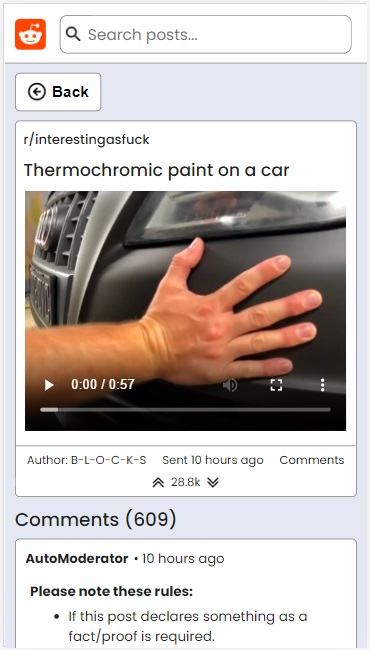 Search posts...
Back
r/interestingasfuck
Thermochromic paint on a car
0:00 / 0:57
Author: B-L-O-C-K-S Sent 10 hours ago Comments
28.8k
Comments (609)
AutoModerator • 10 hours ago
Please note these rules:
• If this post declares something as a
fact/proof is required.